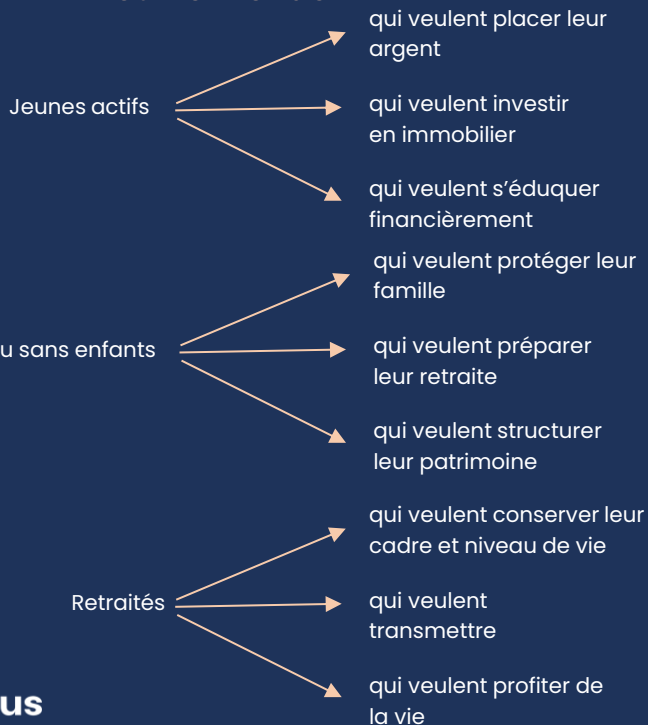 qui veulent placer leur
argent
Jeunes actifs
qui veulent investir
en immobilier
qui veulent s'éduquer
financièrement
qui veulent protéger leur
famille
u sans enfants
qui veulent préparer
leur retraite
qui veulent structurer
leur patrimoine
qui veulent conserver leur
cadre et niveau de vie
Retraités
qui veulent
transmettre
qui veulent profiter de
la vie
us